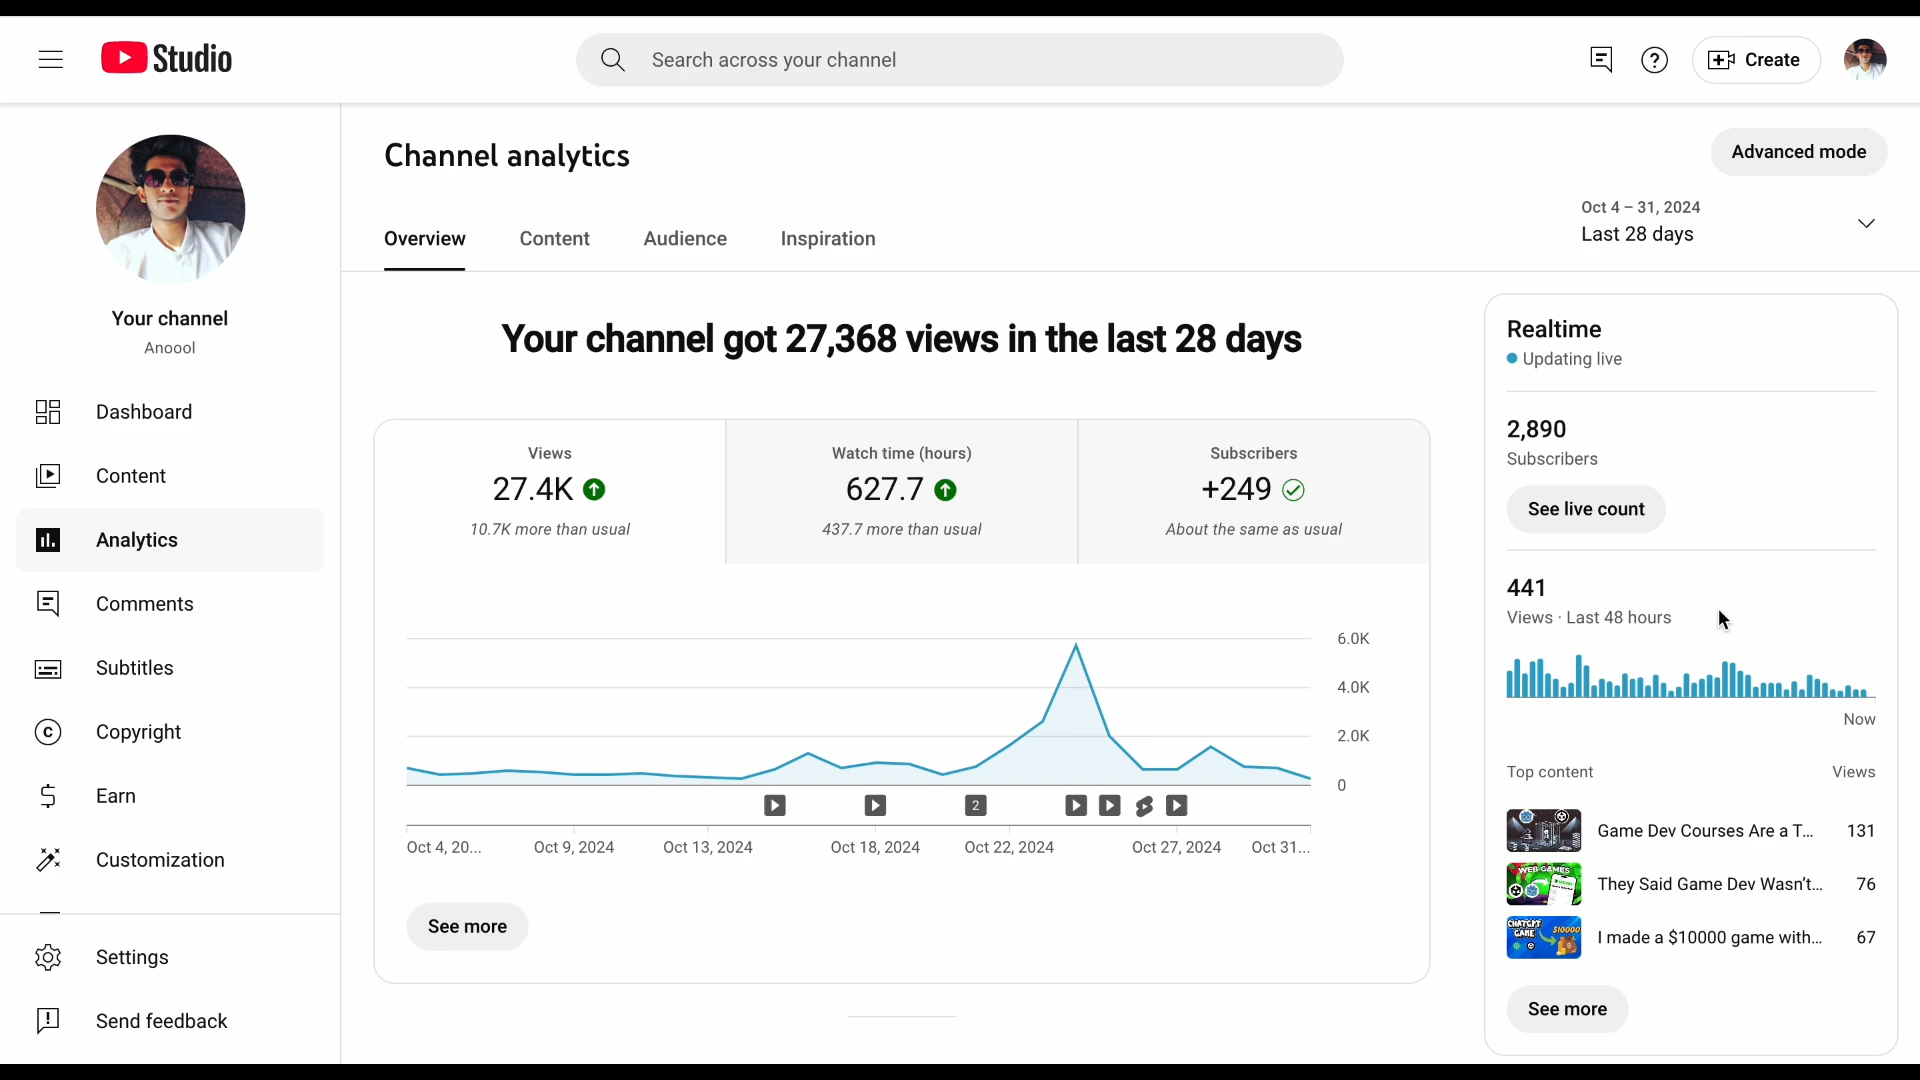 Studio
Search across your channel
Create
Your channel
Anoool
Dashboard
Content
Analytics
Comments
Subtitles
Copyright
Earn
Customization
Settings
Send feedback
Channel analytics
Advanced mode
Overview
Content
Audience
Inspiration
Oct 4 – 31, 2024
Last 28 days
Your channel got 27,368 views in the last 28 days
Views
27.4K
10.7K more than usual
Watch time (hours)
627.7
437.7 more than usual
Subscribers
+249
About the same as usual
6.0K
4.0K
2.0K
0
2
Oct 4, 20...
Oct 9, 2024
Oct 13, 2024
Oct 18, 2024
Oct 22, 2024
Oct 27, 2024
Oct 31...
See more
Realtime
Updating live
2,890
Subscribers
See live count
441
Views · Last 48 hours
Now
Top content
Views
Game Dev Courses Are a T...
131
WEB GAMES
They Said Game Dev Wasn't...
76
CHATGPT
GAME
$10000
I made a $10000 game with...
67
See more